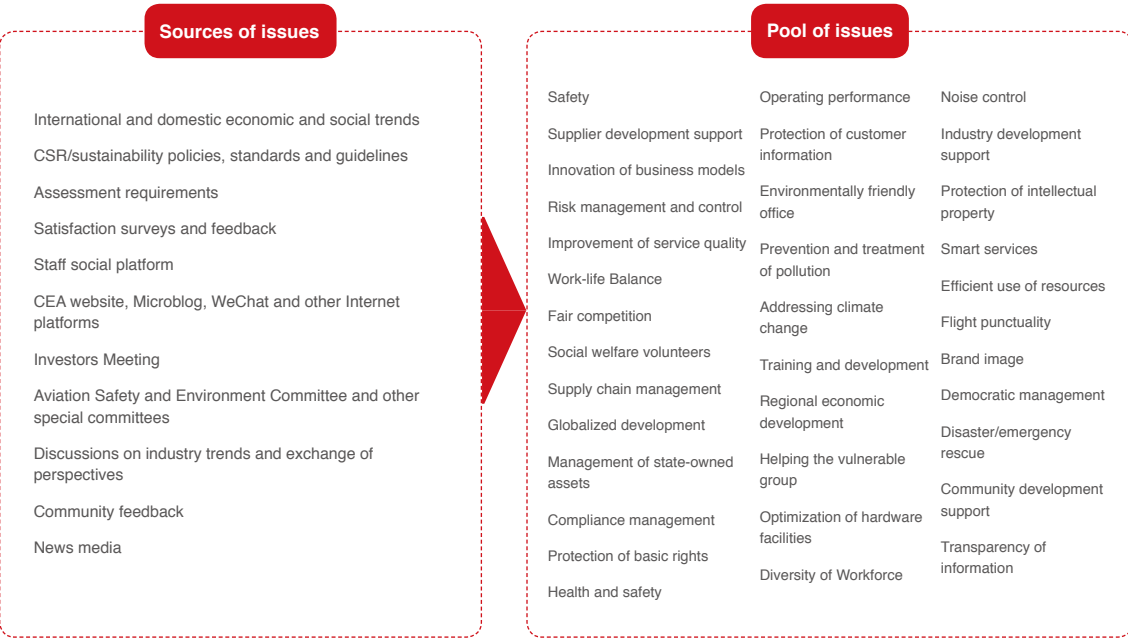 Sources of issues
International and domestic economic and social trends
CSR/sustainability policies, standards and guidelines
Assessment requirements
Satisfaction surveys and feedback
Staff social platform
CEA website, Microblog, WeChat and other Internet
platforms
Investors Meeting
Aviation Safety and Environment Committee and other
special committees
Discussions on industry trends and exchange of
perspectives
Community feedback
News media
Pool of issues
Safety
Supplier development support
Innovation of business models
Risk management and control
Improvement of service quality
Work-life Balance
Fair competition
Social welfare volunteers
Supply chain management
Globalized development
Management of state-owned
assets
Compliance management
Protection of basic rights
Health and safety
Operating performance
Protection of customer
information
Environmentally friendly
office
Prevention and treatment
of pollution
Addressing climate
change
Training and development
Regional economic
development
Helping the vulnerable
group
Optimization of hardware
facilities
Diversity of Workforce
Noise control
Industry development
support
Protection of intellectual
property
Smart services
Efficient use of resources
Flight punctuality
Brand image
Democratic management
Disaster/emergency
rescue
Community development
support
Transparency of
information